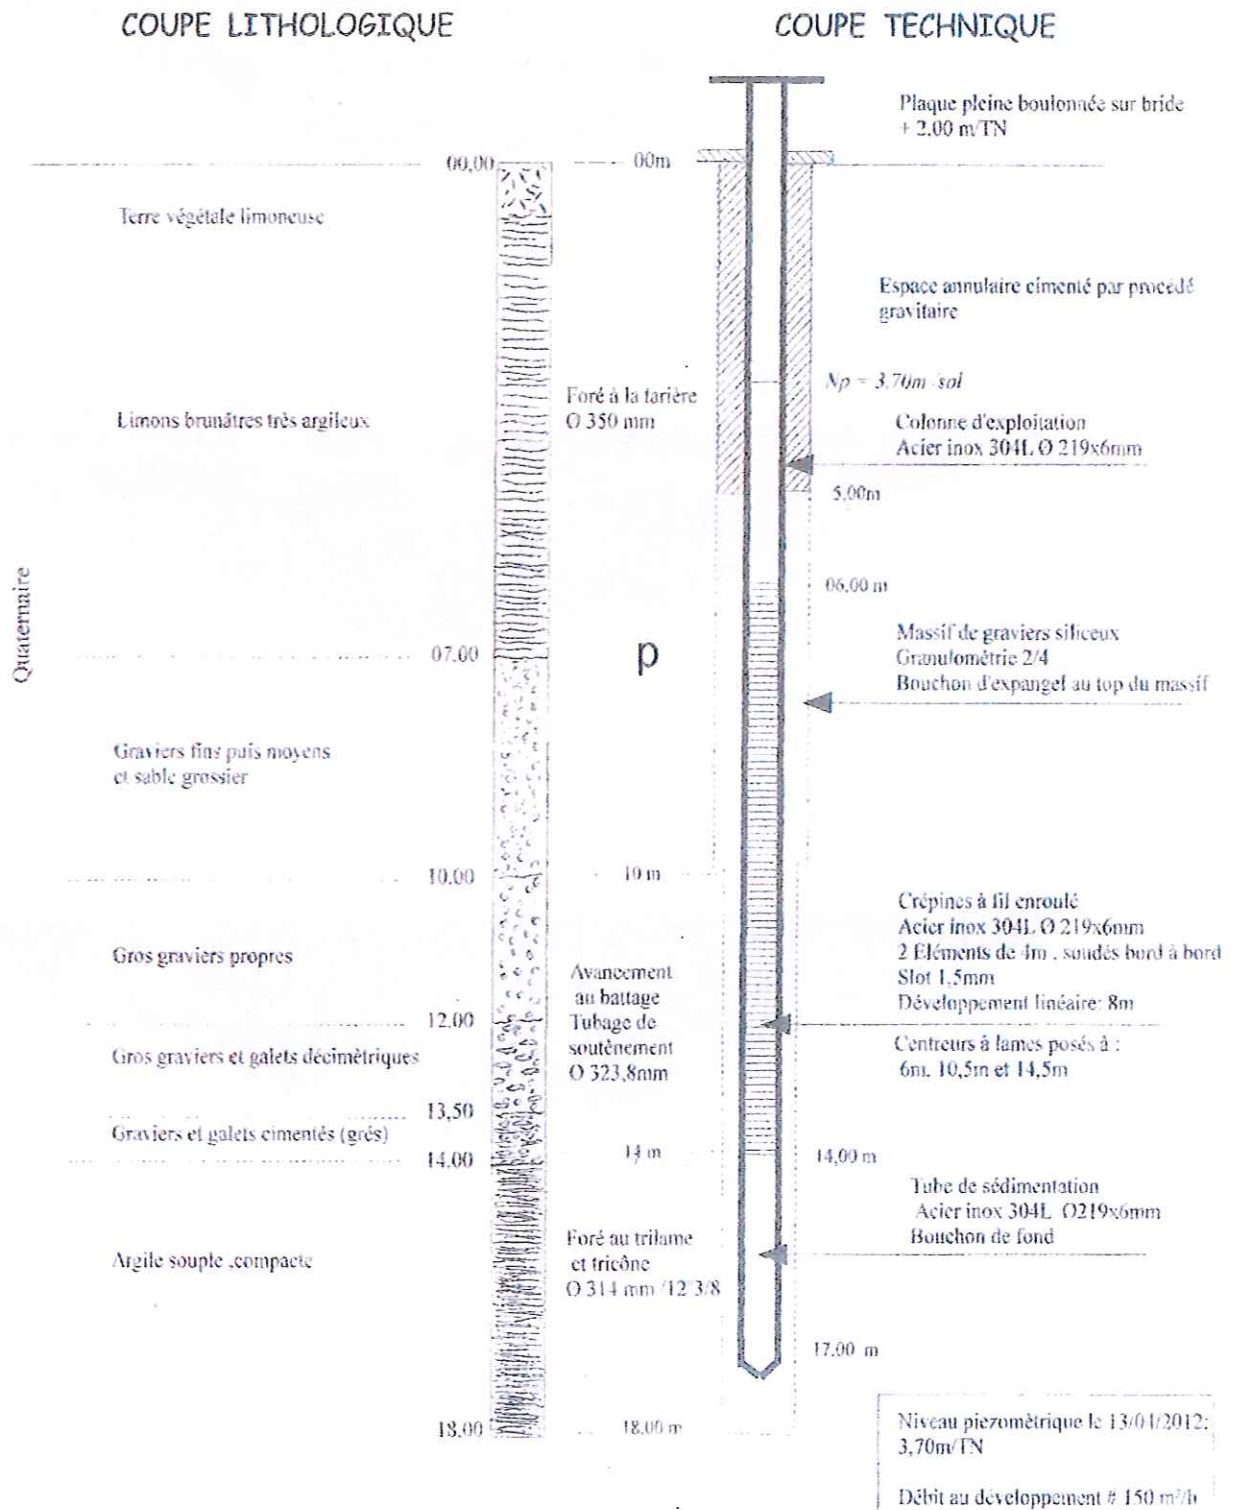 COUPE LITHOLOGIQUE
COUPE TECHNIQUE
Plaque pleine boulonnée sur bride
+ 2.00 m/TN
00,00
00m
Terre végétale limoneuse
Espace annulaire cimenté par procédé
gravitaire
Np = 3,70m/sol
Foré à la tarière
Ø 350 mm
Limons brunâtres très argileux
Colonne d'exploitation
Acier inox 304L Ø 219x6mm
5,00m
06,00 m
Quaternaire
07.00
p
Massif de graviers siliceux
Granulomètrie 2/4
Bouchon d'expangel au top du massif
Graviers fins puis moyens
et sable grossier
10.00
10 m
Crépines à fil enroulé
Acier inox 304L Ø 219x6mm
2 Eléments de 4m . soudés bord à bord
Slot 1,5mm
Développement linéaire: 8m
Gros graviers propres
Avancement
au battage
Tubage de
soutènement
Ø 323,8mm
12.00
Gros graviers et galets décimètriques
Centreurs à lames posés à :
6m. 10,5m et 14,5m
13,50
Graviers et galets cimentés (grés)
14.00
14 m
14,00 m
Tube de sédimentation
Acier inox 304L Ø219x6mm
Bouchon de fond
Argile souple ,compacte
Foré au trilame
et tricône
Ø 314 mm /12"3/8
17.00 m
18.00
18.00 m
Niveau piezomètrique le 13/04/2012:
3,70m/TN
Débit au développement # 150 m³/h